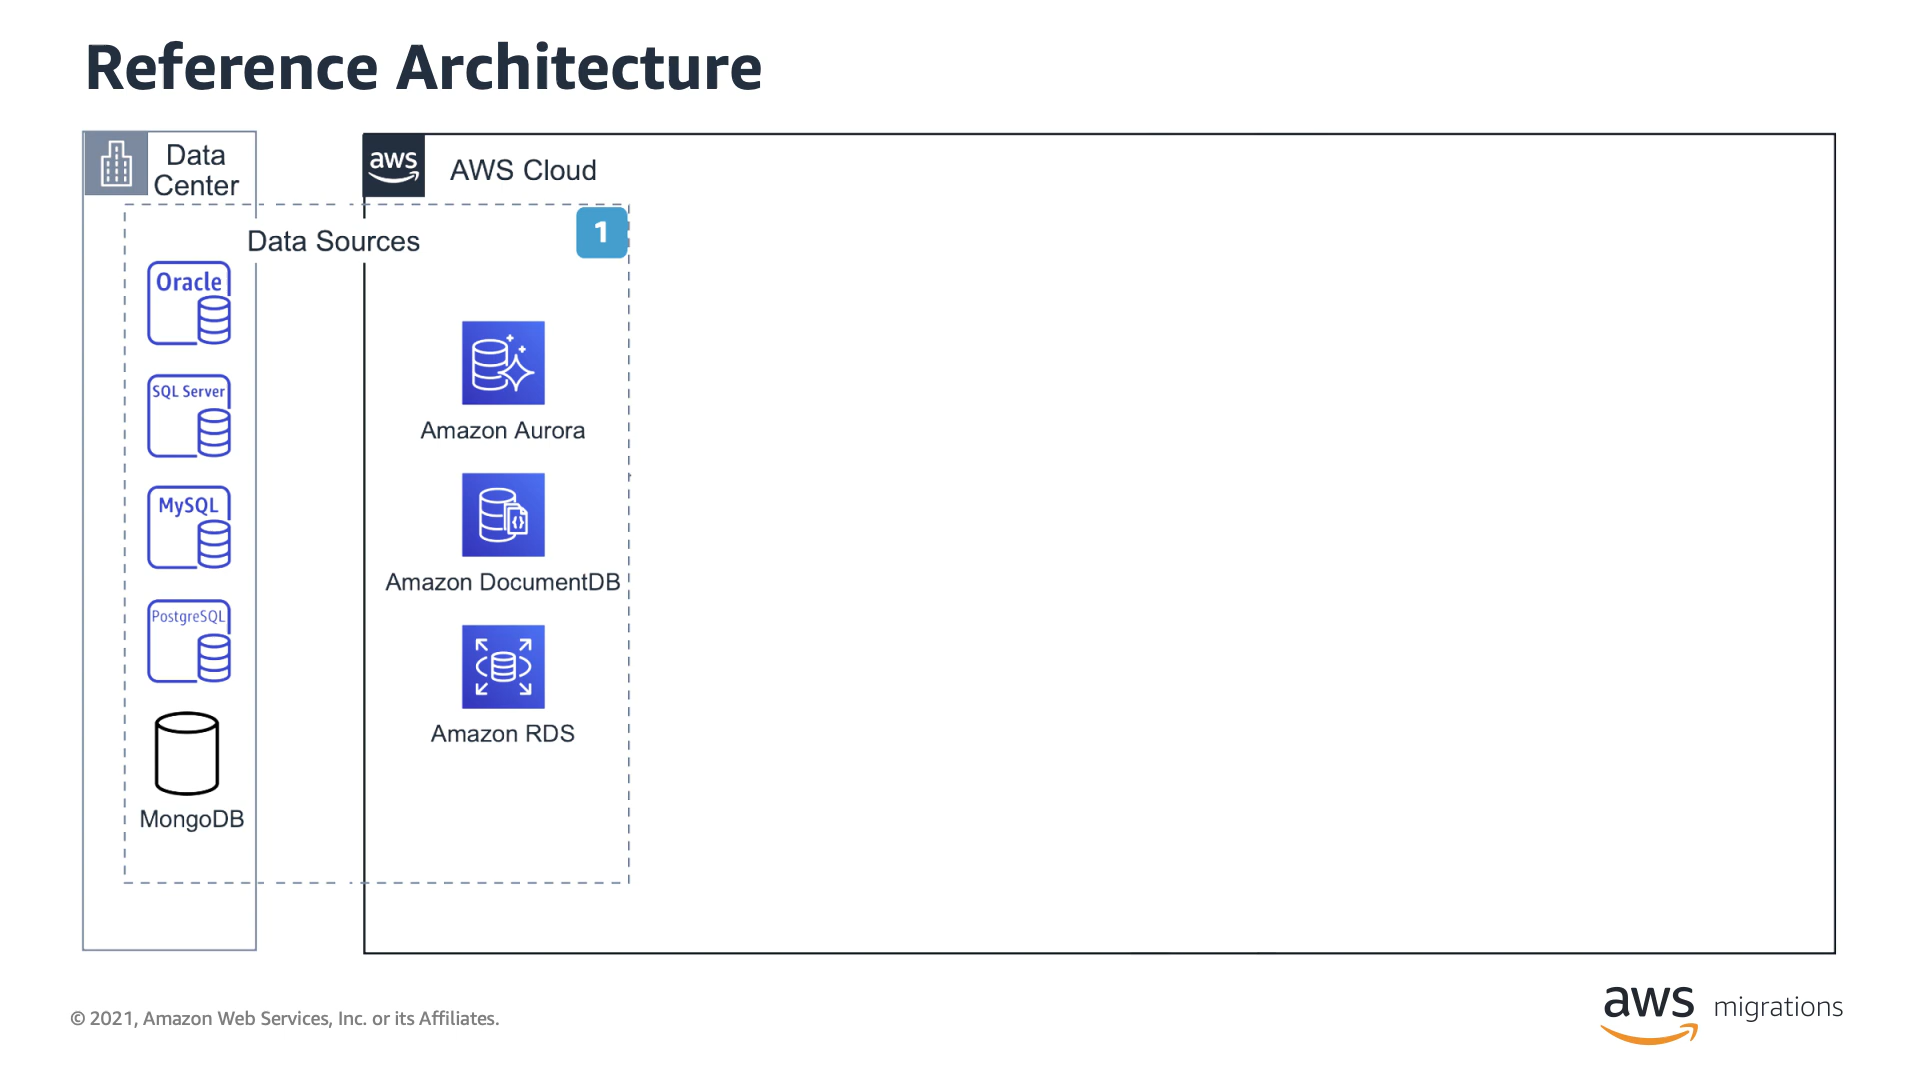 Reference Architecture
Data
Center
aws
AWS Cloud
Data Sources
1
Oracle
SQL Server
MySQL
PostgreSQL
MongoDB
Amazon Aurora
Amazon DocumentDB
Amazon RDS
© 2021, Amazon Web Services, Inc. or its Affiliates.
aws migrations